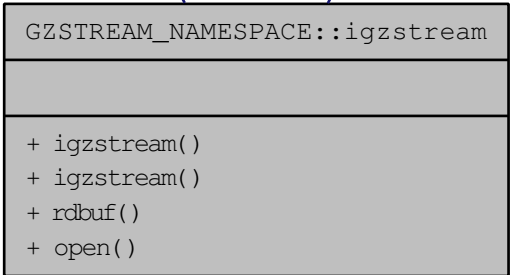 GZSTREAM_NAMESPACE::igzstream
+ igzstream()
+ igzstream()
+ rdbuf()
+ open()